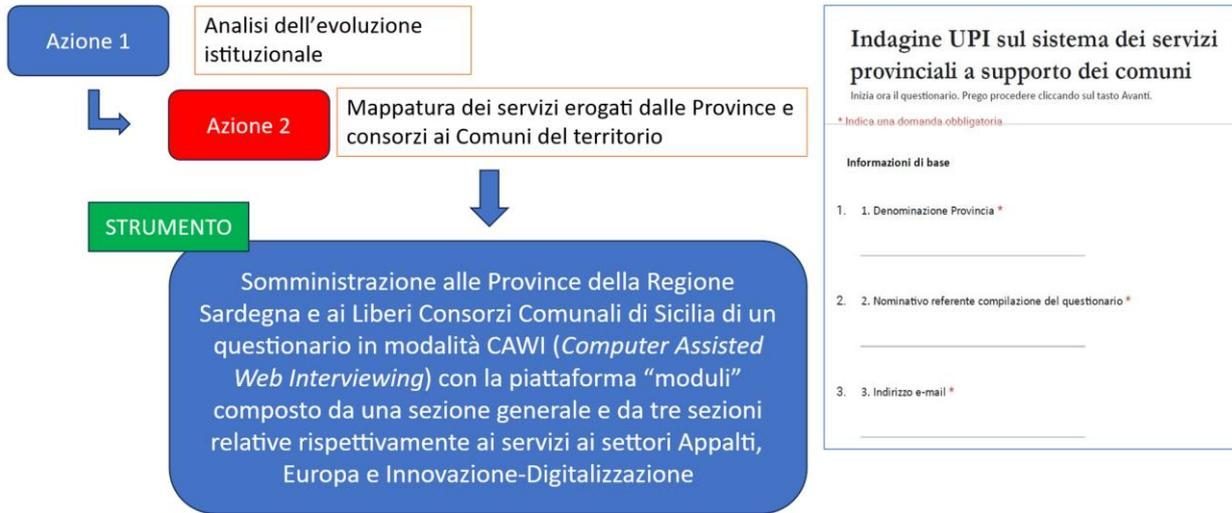 Azione 1
Analisi dell’evoluzione
istituzionale
Azione 2
Mappatura dei servizi erogati dalle Province e
consorzi ai Comuni del territorio
STRUMENTO
Somministrazione alle Province della Regione
Sardegna e ai Liberi Consorzi Comunali di Sicilia di un
questionario in modalità CAWI (Computer Assisted
Web Interviewing) con la piattaforma “moduli”
composto da una sezione generale e da tre sezioni
relative rispettivamente ai servizi ai settori Appalti,
Europa e Innovazione-Digitalizzazione
Indagine UPI sul sistema dei servizi
provinciali a supporto dei comuni
Inizia ora il questionario. Prego procedere cliccando sul tasto Avanti.
* Indica una domanda obbligatoria
Informazioni di base
1. 1. Denominazione Provincia *
2. 2. Nominativo referente compilazione del questionario *
3. 3. Indirizzo e-mail *